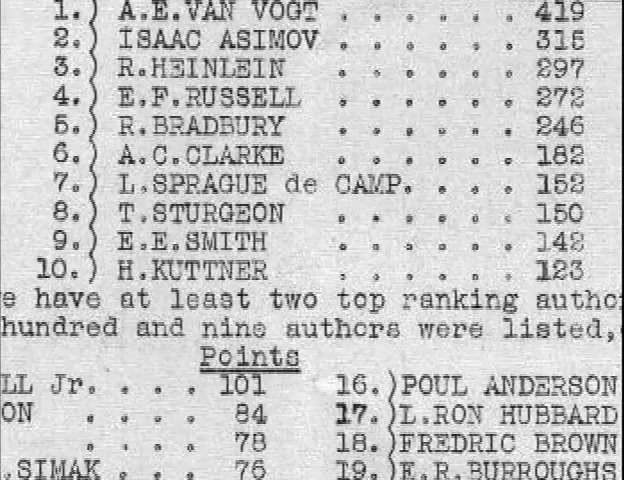 1.) A.E.VAN VOGT . . . . . . 419
2.) ISAAC ASIMOV . . . . . . 315
3.) R.HEINLEIN . . . . . . 297
4.) E.F.RUSSELL . . . . . . 272
5.) R.BRADBURY . . . . . . 246
6.) A.C.CLARKE . . . . . . 182
7.) L.SPRAGUE de CAMP. . . . 152
8.) T.STURGEON . . . . . . 150
9.) E.E.SMITH . . . . . . 142
10.) H.KUTTNER . . . . . . 123
e have at least two top ranking autho
hundred and nine authors were listed,
Points
LL Jr. . . . . 101 16.)POUL ANDERSON
ON . . . . 84 17.)L.RON HUBBARD
. . . . 78 18.)FREDRIC BROWN
.SIMAK . . . 76 19.)E.R.BURROUGHS